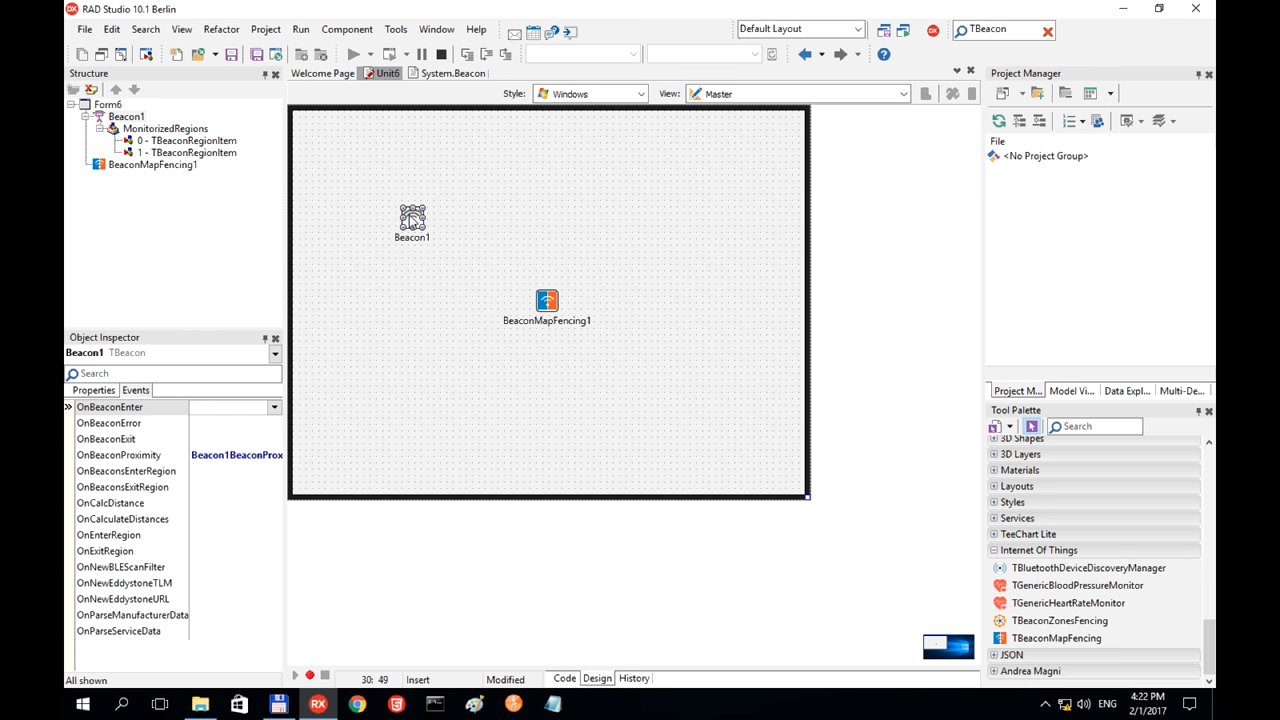 RAD Studio 10.1 Berlin
File Edit Search View Refactor Project Run Component Tools Window Help
Default Layout
TBeacon
Structure
Welcome Page Unit6 System.Beacon
Project Manager
Style: Windows View: Master
Form6
Beacon1
MonitorizedRegions
0 - TBeaconRegionItem
1 - TBeaconRegionItem
BeaconMapFencing1
File
<No Project Group>
Beacon1
BeaconMapFencing1
Object Inspector
Beacon1 TBeacon
Search
Properties Events
OnBeaconEnter
OnBeaconError
OnBeaconExit
OnBeaconProximity Beacon1BeaconProx
OnBeaconsEnterRegion
OnBeaconsExitRegion
OnCalcDistance
OnCalculateDistances
OnEnterRegion
OnExitRegion
OnNewBLEScanFilter
OnNewEddystoneTLM
OnNewEddystoneURL
OnParseManufacturerData
OnParseServiceData
All shown
Project M... Model Vi... Data Expl... Multi-De...
Tool Palette
Search
3D Shapes
3D Layers
Materials
Layouts
Styles
Services
TeeChart Lite
Internet Of Things
TBluetoothDeviceDiscoveryManager
TGenericBloodPressureMonitor
TGenericHeartRateMonitor
TBeaconZonesFencing
TBeaconMapFencing
JSON
Andrea Magni
30: 49 Insert Modified Code Design History
RX
ENG
4:22 PM
2/1/2017